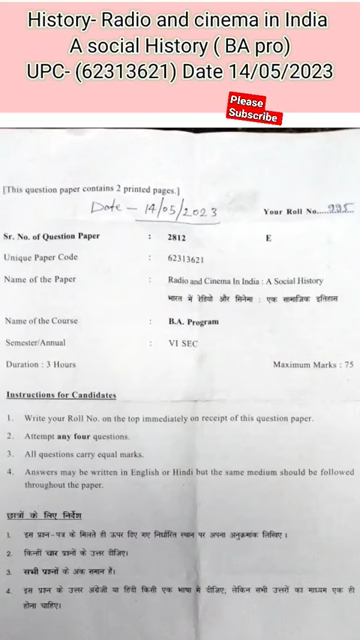 History- Radio and cinema in India
A social History ( BA pro)
UPC- (62313621) Date 14/05/2023
Please
Subscribe
[This question paper contains 2 printed pages.]
Date – 14/05/2023
Your Roll No.....995
Sr. No. of Question Paper : 2812 E
Unique Paper Code : 62313621
Name of the Paper : Radio and Cinema In India : A Social History
भारत में रेडियो और सिनेमा : एक सामाजिक इतिहास
Name of the Course : B.A. Program
Semester/Annual : VI SEC
Duration : 3 Hours Maximum Marks : 75
Instructions for Candidates
1. Write your Roll No. on the top immediately on receipt of this question paper.
2. Attempt any four questions.
3. All questions carry equal marks.
4. Answers may be written in English or Hindi but the same medium should be followed
throughout the paper.
छात्रों के लिए निर्देश
1. इस प्रश्न-पत्र के मिलते ही ऊपर दिए गए निर्धारित स्थान पर अपना अनुक्रमांक लिखिए।
2. किन्हीं चार प्रश्नों के उत्तर दीजिए।
3. सभी प्रश्नों के अंक समान हैं।
4. इस प्रश्न के उत्तर अंग्रेजी या हिंदी किसी एक भाषा में दीजिए, लेकिन सभी उत्तरों का माध्यम एक ही
होना चाहिए।